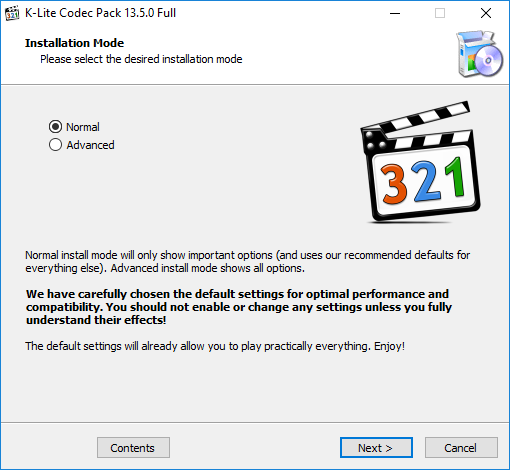 K-Lite Codec Pack 13.5.0 Full
Installation Mode
Please select the desired installation mode
Normal
Advanced
321
Normal install mode will only show important options (and uses our recommended defaults for
everything else). Advanced install mode shows all options.
We have carefully chosen the default settings for optimal performance and
compatibility. You should not enable or change any settings unless you fully
understand their effects!
The default settings will already allow you to play practically everything. Enjoy!
Contents
Next >
Cancel